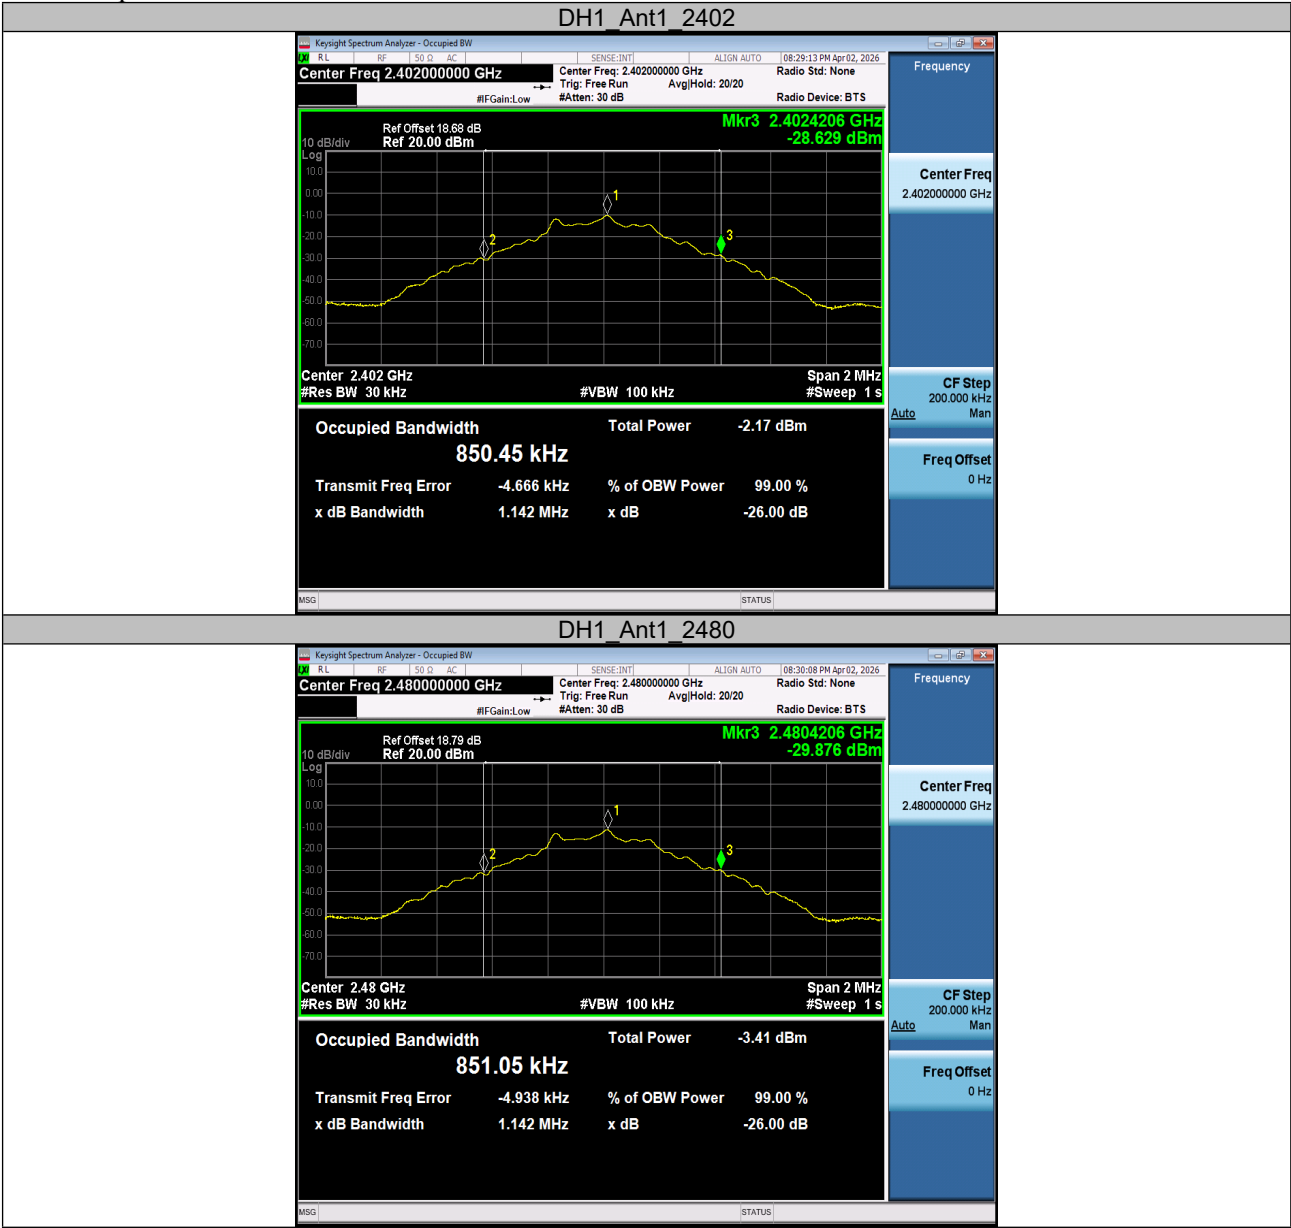 DH1_Ant1_2402
Keysight Spectrum Analyzer - Occupied BW
RL RF 50 Ω AC SENSE:INT ALIGN AUTO 08:29:13 PM Apr 02, 2026
Center Freq 2.402000000 GHz
Center Freq: 2.402000000 GHz
Radio Std: None
Trig: Free Run Avg|Hold: 20/20
#IFGain:Low #Atten: 30 dB Radio Device: BTS
Frequency
Mkr3 2.4024206 GHz
-28.629 dBm
Ref Offset 18.68 dB
10 dB/div Ref 20.00 dBm
Log
10.0
0.00
-10.0
-20.0
-30.0
-40.0
-50.0
-60.0
-70.0
1
2
3
Center 2.402 GHz Span 2 MHz
#Res BW 30 kHz #VBW 100 kHz #Sweep 1 s
Center Freq
2.402000000 GHz
CF Step
200.000 kHz
Auto Man
Freq Offset
0 Hz
Occupied Bandwidth Total Power -2.17 dBm
850.45 kHz
Transmit Freq Error -4.666 kHz % of OBW Power 99.00 %
x dB Bandwidth 1.142 MHz x dB -26.00 dB
MSG STATUS
DH1_Ant1_2480
Keysight Spectrum Analyzer - Occupied BW
RL RF 50 Ω AC SENSE:INT ALIGN AUTO 08:30:08 PM Apr 02, 2026
Center Freq 2.480000000 GHz
Center Freq: 2.480000000 GHz
Radio Std: None
Trig: Free Run Avg|Hold: 20/20
#IFGain:Low #Atten: 30 dB Radio Device: BTS
Frequency
Mkr3 2.4804206 GHz
-29.876 dBm
Ref Offset 18.79 dB
10 dB/div Ref 20.00 dBm
Log
10.0
0.00
-10.0
-20.0
-30.0
-40.0
-50.0
-60.0
-70.0
1
2
3
Center 2.48 GHz Span 2 MHz
#Res BW 30 kHz #VBW 100 kHz #Sweep 1 s
Center Freq
2.480000000 GHz
CF Step
200.000 kHz
Auto Man
Freq Offset
0 Hz
Occupied Bandwidth Total Power -3.41 dBm
851.05 kHz
Transmit Freq Error -4.938 kHz % of OBW Power 99.00 %
x dB Bandwidth 1.142 MHz x dB -26.00 dB
MSG STATUS